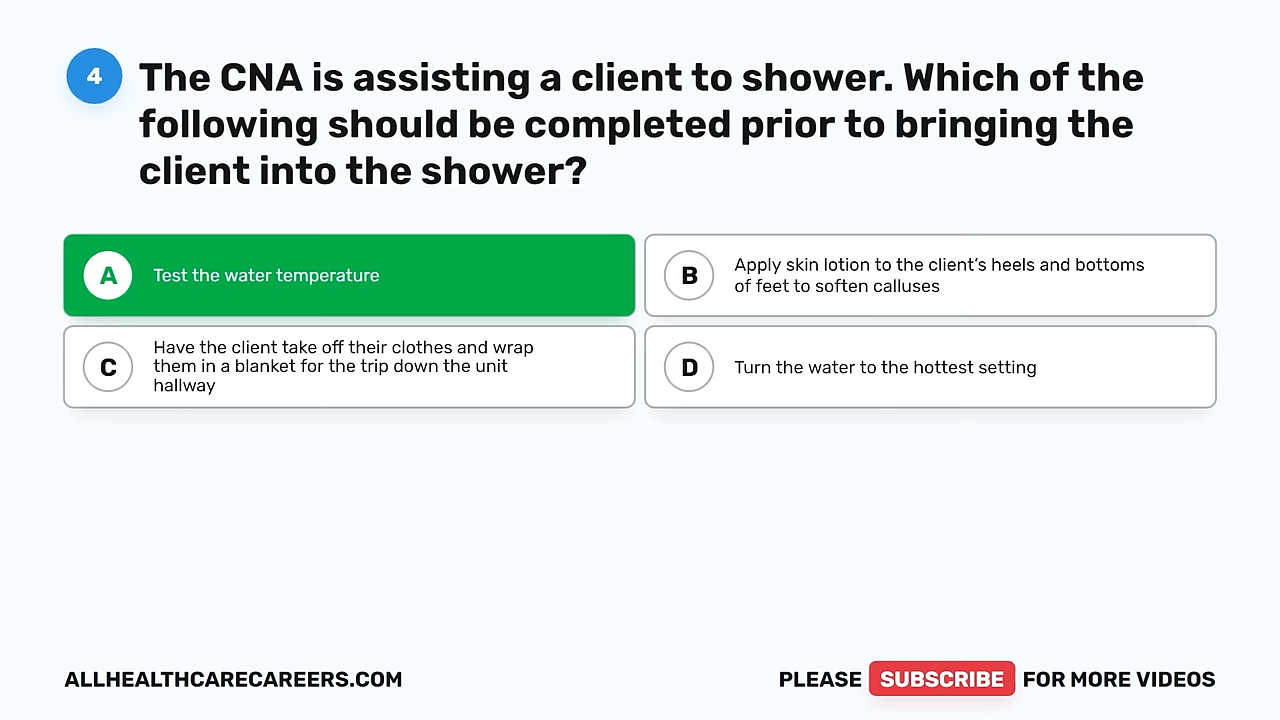 4
The CNA is assisting a client to shower. Which of the
following should be completed prior to bringing the
client into the shower?
A
Test the water temperature
B
Apply skin lotion to the client's heels and bottoms
of feet to soften calluses
C
Have the client take off their clothes and wrap
them in a blanket for the trip down the unit
hallway
D
Turn the water to the hottest setting
ALLHEALTHCARECAREERS.COM
PLEASE SUBSCRIBE FOR MORE VIDEOS